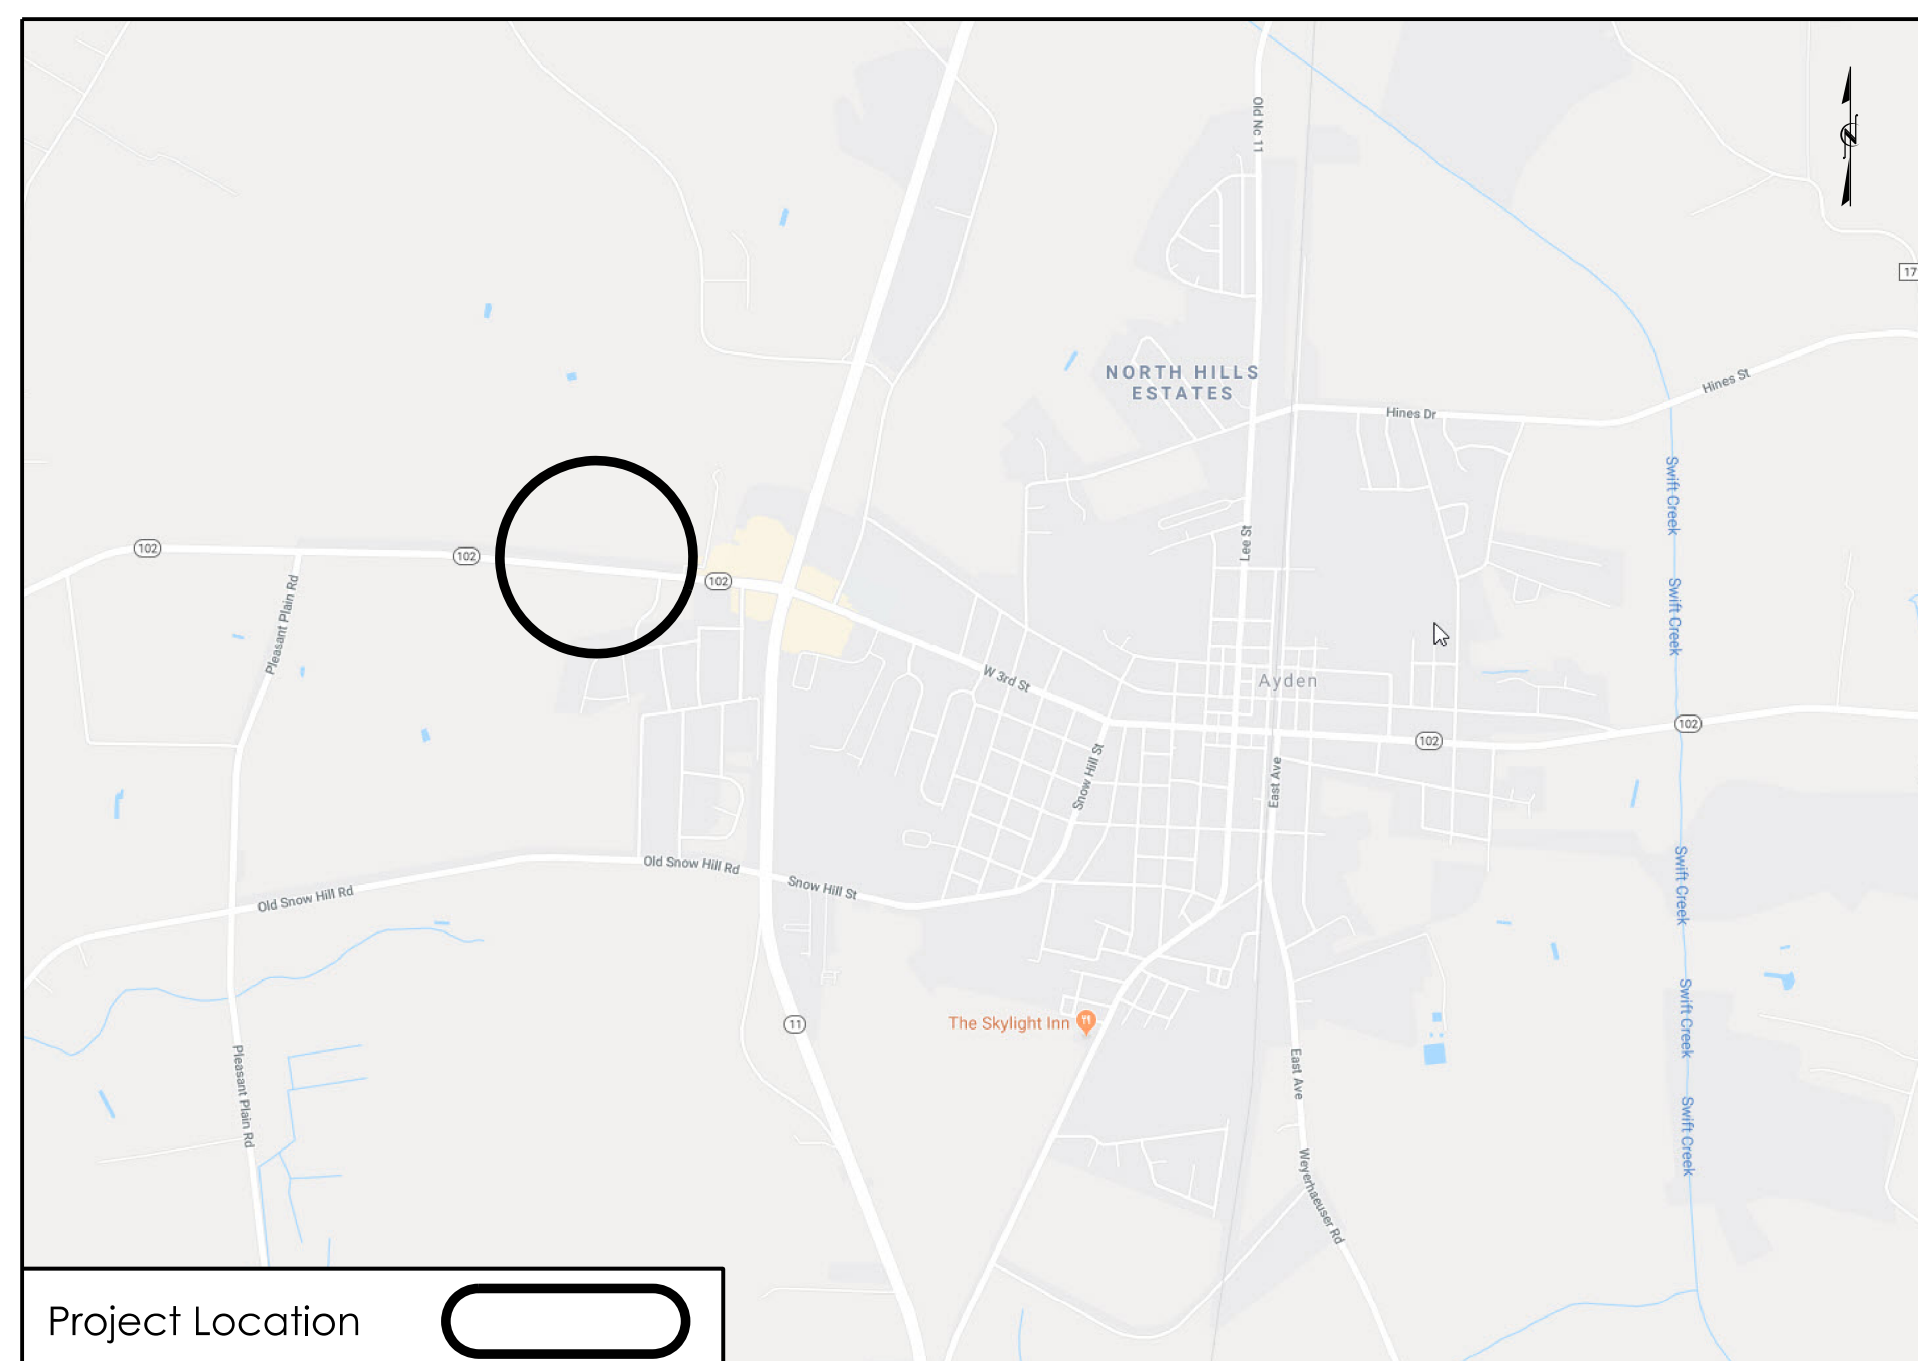 Old Nc 11
N
17
NORTH HILLS
ESTATES
Hines St
Hines Dr
Swift Creek
Lee St
102
102
102
Pleasant Plain Rd
Swift Creek
W 3rd St
Ayden
102
102
Snow Hill St
East Ave
Old Snow Hill Rd
Snow Hill St
Old Snow Hill Rd
Swift Creek
The Skylight Inn
11
Swift Creek
Pleasant Plain Rd
East Ave
Swift Creek
Weyerhaeuser Rd
Project Location